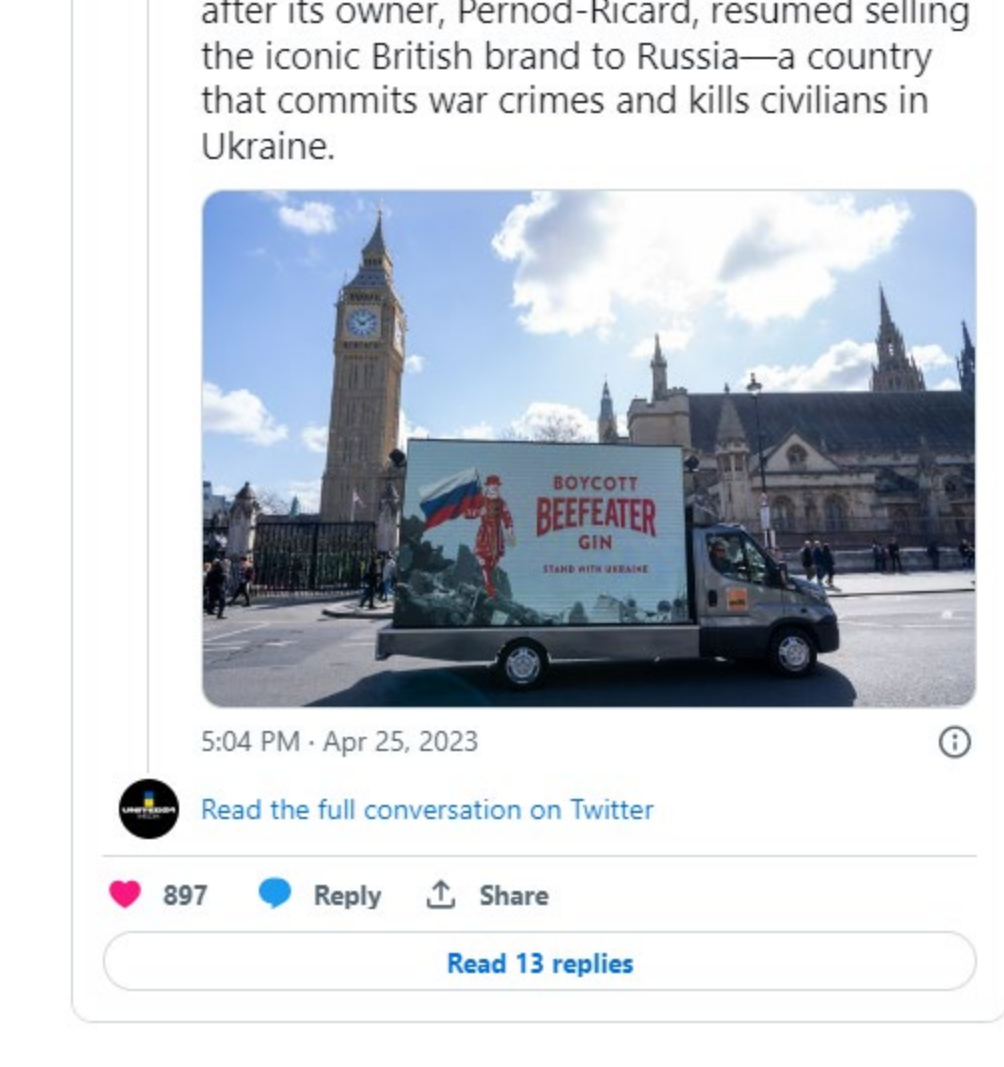 after its owner, Pernod-Ricard, resumed selling
the iconic British brand to Russia—a country
that commits war crimes and kills civilians in
Ukraine.
BOYCOTT
BEEFEATER
GIN
STAND WITH UKRAINE
5:04 PM · Apr 25, 2023
UNITED24
Read the full conversation on Twitter
897 Reply Share
Read 13 replies